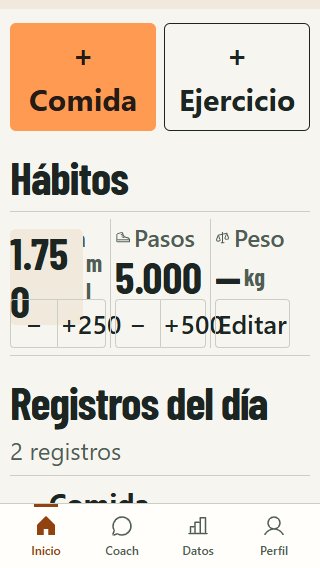 +
Comida
+
Ejercicio
Hábitos
1.75
0
m
l
− +250
Pasos
5.000
− +500
Peso
— kg
Editar
Registros del día
2 registros
Comida
Inicio
Coach
Datos
Perfil